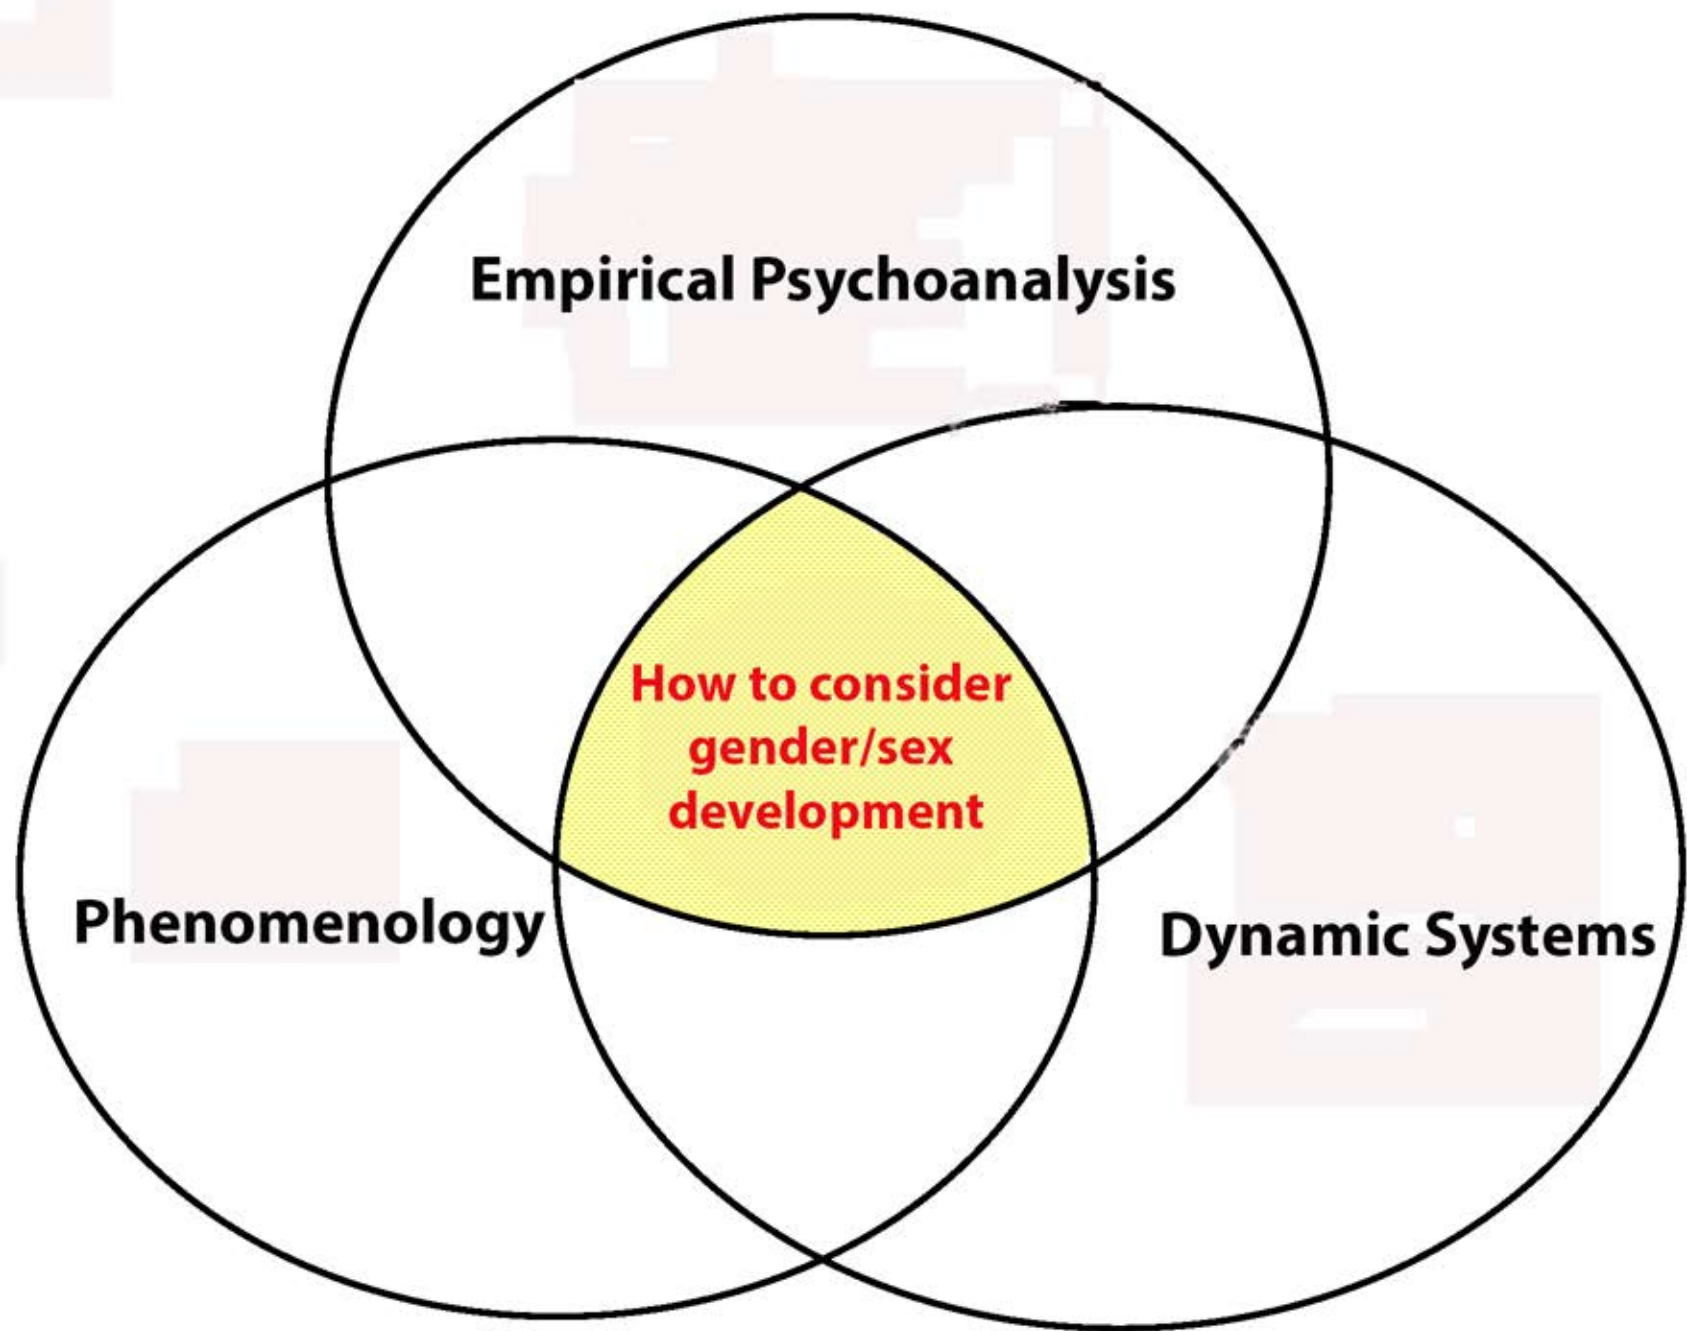 Empirical Psychoanalysis
How to consider
gender/sex
development
Phenomenology
Dynamic Systems